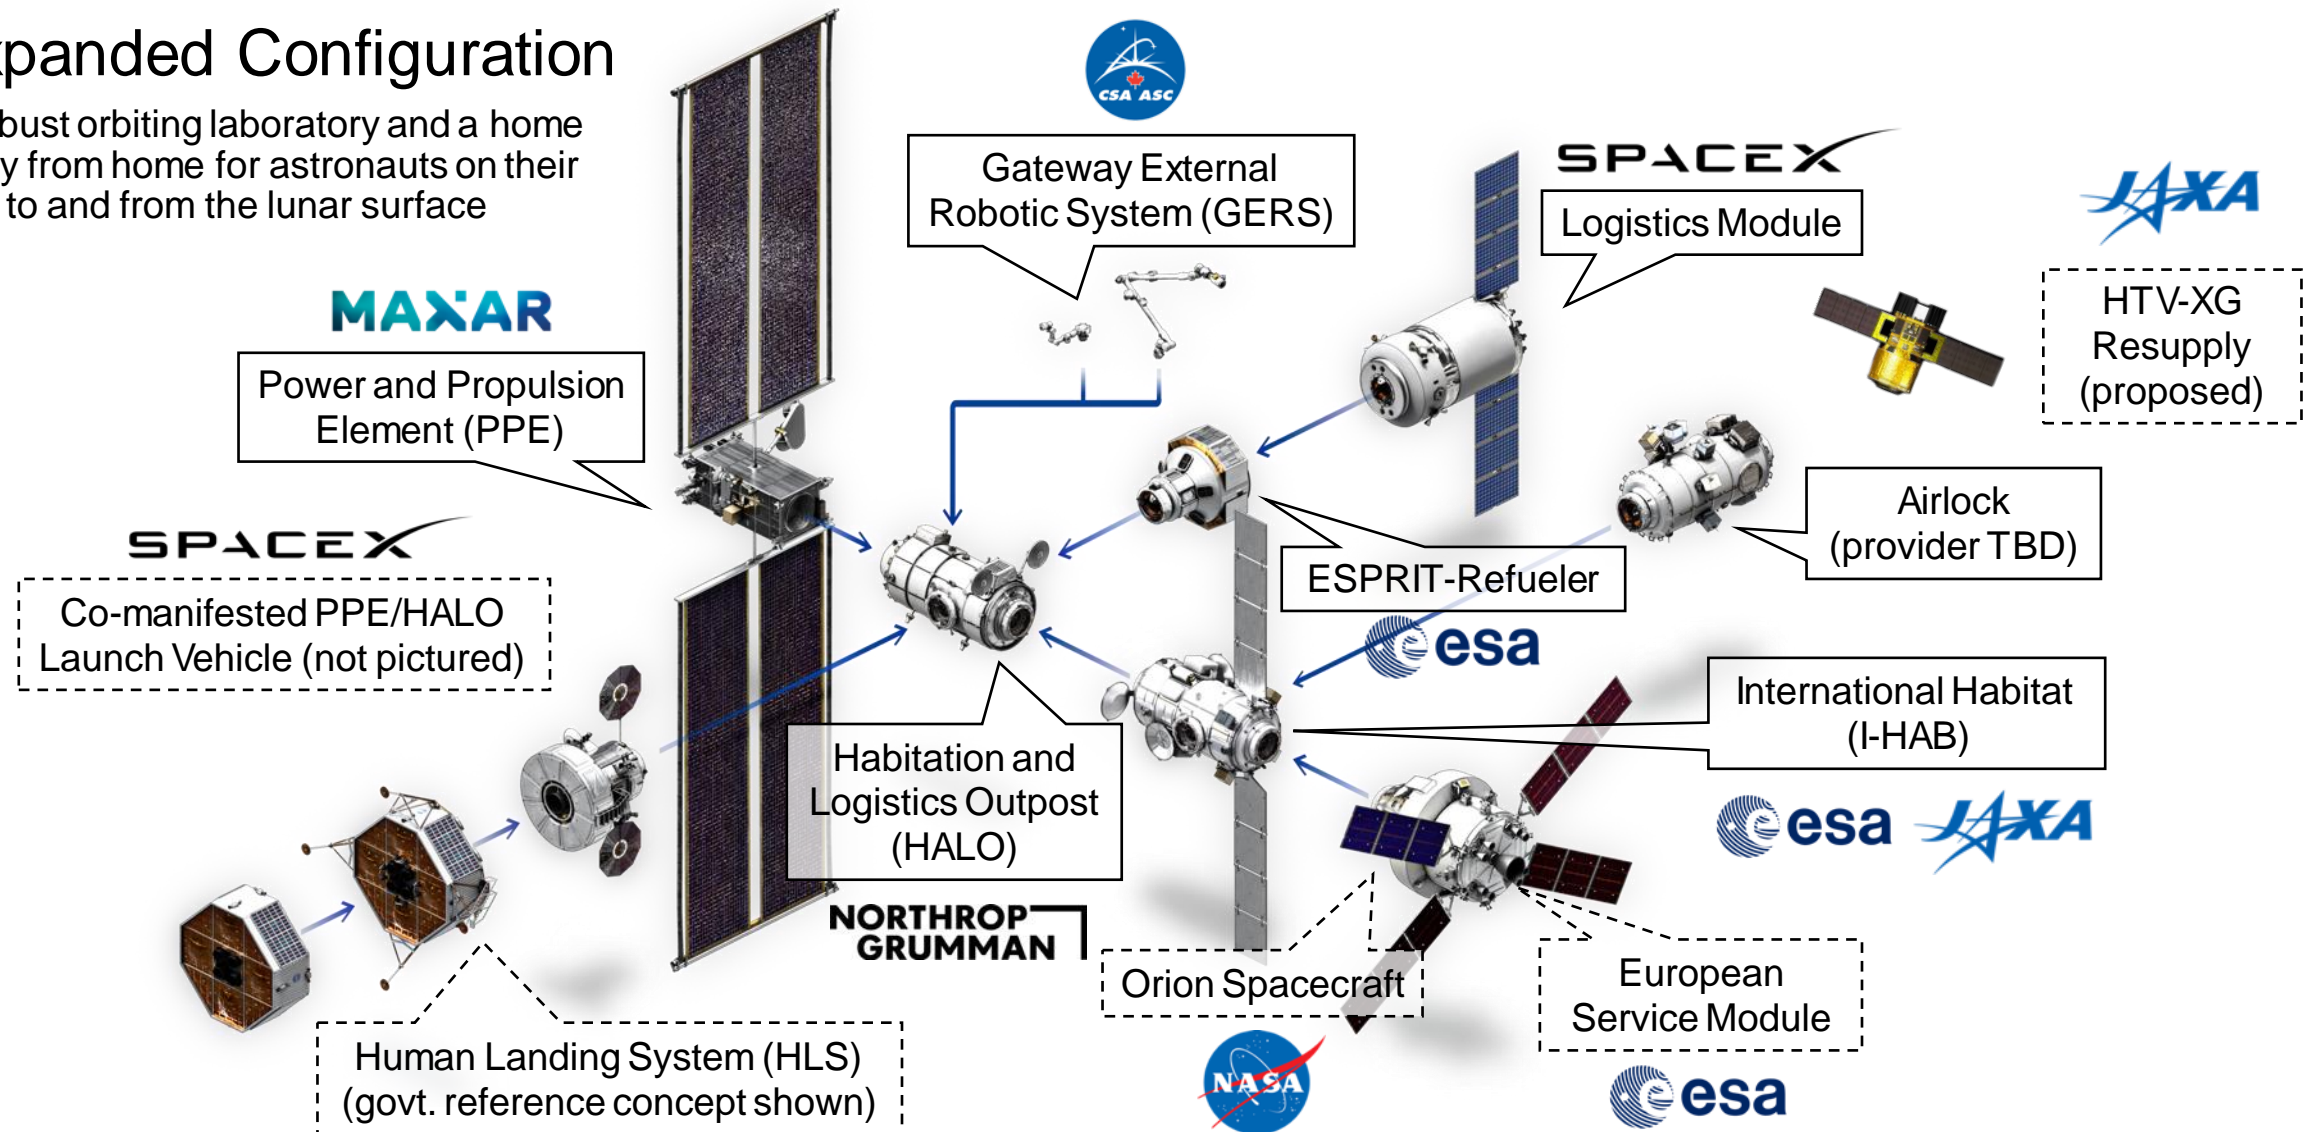 xpanded Configuration
bust orbiting laboratory and a home
y from home for astronauts on their
to and from the lunar surface
CSA ASC
Gateway External
Robotic System (GERS)
SPACEX
Logistics Module
JAXA
HTV-XG
Resupply
(proposed)
MAXAR
Power and Propulsion
Element (PPE)
Airlock
(provider TBD)
SPACEX
Co-manifested PPE/HALO
Launch Vehicle (not pictured)
ESPRIT-Refueler
esa
International Habitat
(I-HAB)
esa JAXA
Habitation and
Logistics Outpost
(HALO)
NORTHROP
GRUMMAN
Orion Spacecraft
NASA
European
Service Module
esa
Human Landing System (HLS)
(govt. reference concept shown)